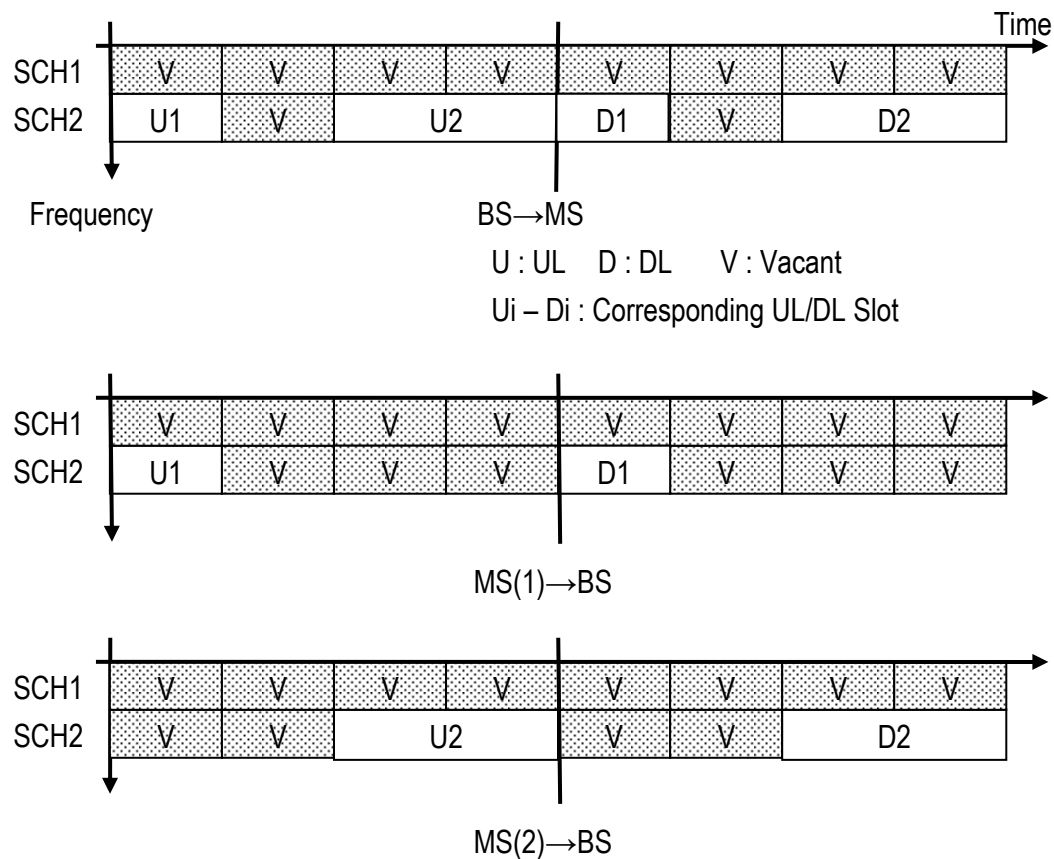 Time
SCH1 V V V V V V V V
SCH2 U1 V U2 D1 V D2
Frequency BS→MS
U : UL D : DL V : Vacant
Ui – Di : Corresponding UL/DL Slot
SCH1 V V V V V V V V
SCH2 U1 V V V D1 V V V
MS(1)→BS
SCH1 V V V V V V V V
SCH2 V V U2 V V D2
MS(2)→BS